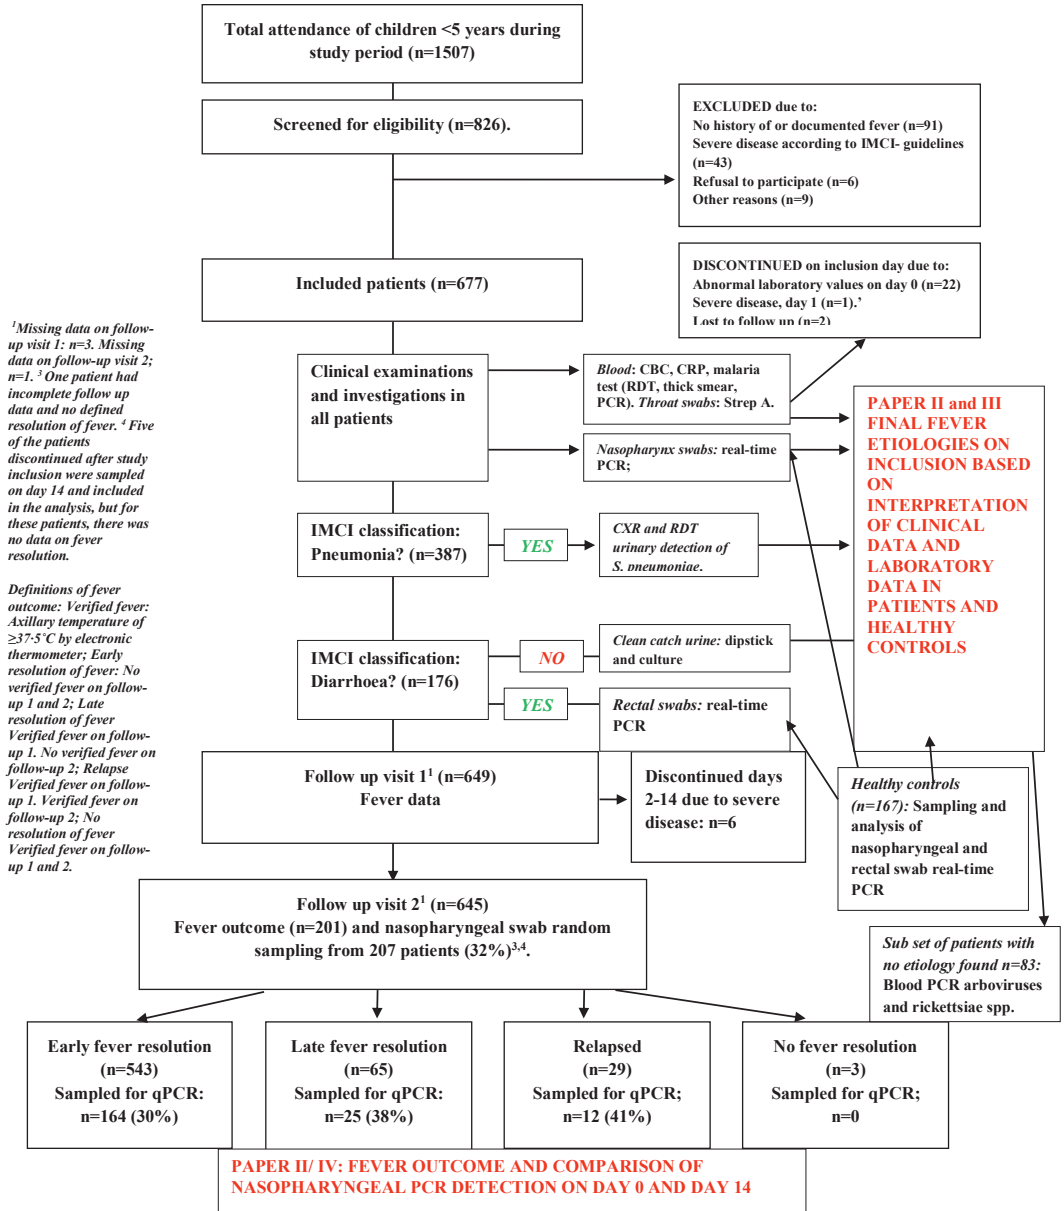 Total attendance of children <5 years during
study period (n=1507)
Screened for eligibility (n=826).
EXCLUDED due to:
No history of or documented fever (n=91)
Severe disease according to IMCI- guidelines
(n=43)
Refusal to participate (n=6)
Other reasons (n=9)
Included patients (n=677)
DISCONTINUED on inclusion day due to:
Abnormal laboratory values on day 0 (n=22)
Severe disease, day 1 (n=1).’
Lost to follow up (n=2)
¹Missing data on follow-
up visit 1: n=3. Missing
data on follow-up visit 2;
n=1. ³ One patient had
incomplete follow up
data and no defined
resolution of fever. ⁴ Five
of the patients
discontinued after study
inclusion were sampled
on day 14 and included
in the analysis, but for
these patients, there was
no data on fever
resolution.
Definitions of fever
outcome: Verified fever:
Axillary temperature of
≥37·5˚C by electronic
thermometer; Early
resolution of fever: No
verified fever on follow-
up 1 and 2; Late
resolution of fever
Verified fever on follow-
up 1. No verified fever on
follow-up 2; Relapse
Verified fever on follow-
up 1. Verified fever on
follow-up 2; No
resolution of fever
Verified fever on follow-
up 1 and 2.
Clinical examinations
and investigations in
all patients
Blood: CBC, CRP, malaria
test (RDT, thick smear,
PCR). Throat swabs: Strep A.
Nasopharynx swabs: real-time
PCR;
PAPER II and III
FINAL FEVER
ETIOLOGIES ON
INCLUSION BASED
ON
INTERPRETATION
OF CLINICAL
DATA AND
LABORATORY
DATA IN
PATIENTS AND
HEALTHY
CONTROLS
IMCI classification:
Pneumonia? (n=387)
YES
CXR and RDT
urinary detection of
S. pneumoniae.
IMCI classification:
Diarrhoea? (n=176)
NO
Clean catch urine: dipstick
and culture
YES
Rectal swabs: real-time
PCR
Follow up visit 1¹ (n=649)
Fever data
Discontinued days
2-14 due to severe
disease: n=6
Healthy controls
(n=167): Sampling and
analysis of
nasopharyngeal and
rectal swab real-time
PCR
Follow up visit 2¹ (n=645)
Fever outcome (n=201) and nasopharyngeal swab random
sampling from 207 patients (32%)³,⁴.
Sub set of patients with
no etiology found n=83:
Blood PCR arboviruses
and rickettsiae spp.
Early fever resolution
(n=543)
Sampled for qPCR:
n=164 (30%)
Late fever resolution
(n=65)
Sampled for qPCR:
n=25 (38%)
Relapsed
(n=29)
Sampled for qPCR;
n=12 (41%)
No fever resolution
(n=3)
Sampled for qPCR;
n=0
PAPER II/ IV: FEVER OUTCOME AND COMPARISON OF
NASOPHARYNGEAL PCR DETECTION ON DAY 0 AND DAY 14